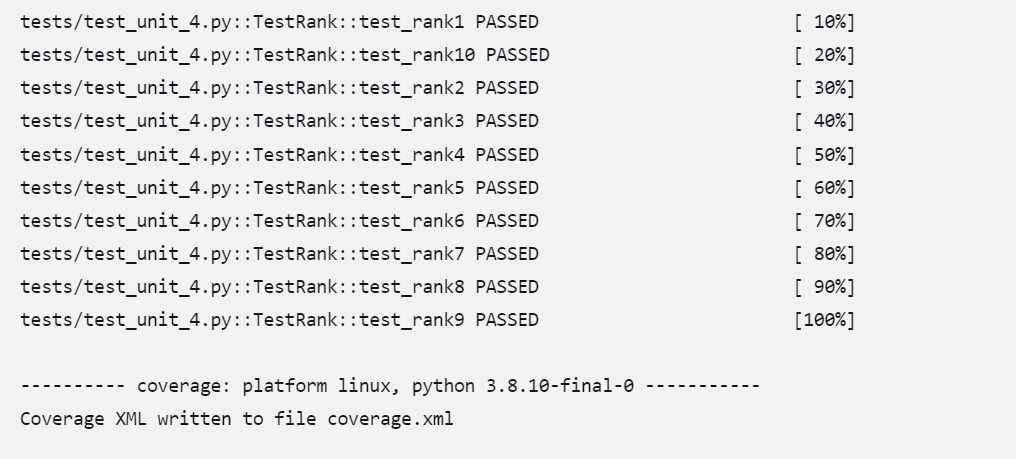 tests/test_unit_4.py::TestRank::test_rank1 PASSED [ 10%]
tests/test_unit_4.py::TestRank::test_rank10 PASSED [ 20%]
tests/test_unit_4.py::TestRank::test_rank2 PASSED [ 30%]
tests/test_unit_4.py::TestRank::test_rank3 PASSED [ 40%]
tests/test_unit_4.py::TestRank::test_rank4 PASSED [ 50%]
tests/test_unit_4.py::TestRank::test_rank5 PASSED [ 60%]
tests/test_unit_4.py::TestRank::test_rank6 PASSED [ 70%]
tests/test_unit_4.py::TestRank::test_rank7 PASSED [ 80%]
tests/test_unit_4.py::TestRank::test_rank8 PASSED [ 90%]
tests/test_unit_4.py::TestRank::test_rank9 PASSED [100%]
---------- coverage: platform linux, python 3.8.10-final-0 -----------
Coverage XML written to file coverage.xml